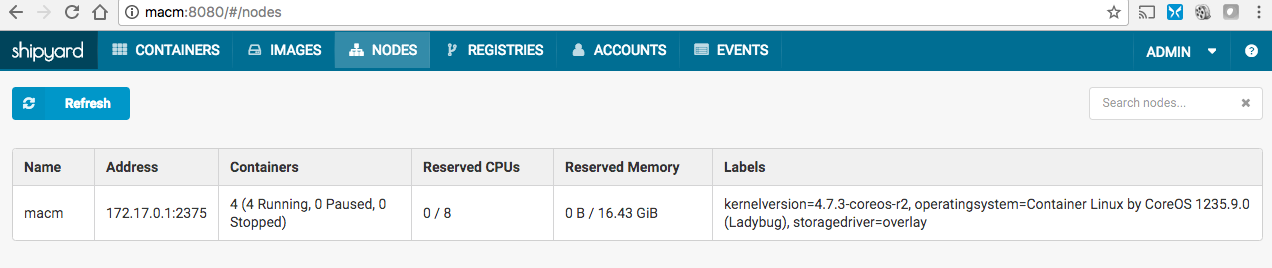 macm:8080/#/nodes
shipyard CONTAINERS IMAGES NODES REGISTRIES ACCOUNTS EVENTS ADMIN ?
Refresh Search nodes...
Name Address Containers Reserved CPUs Reserved Memory Labels
macm 172.17.0.1:2375 4 (4 Running, 0 Paused, 0
Stopped) 0 / 8 0 B / 16.43 GiB kernelversion=4.7.3-coreos-r2, operatingsystem=Container Linux by CoreOS 1235.9.0
(Ladybug), storagedriver=overlay